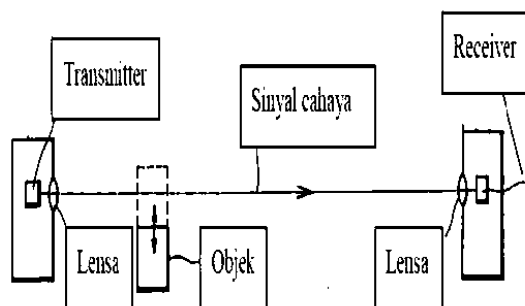 Receiver
Transmitter
Sinyal cahaya
Lensa
Objek
Lensa